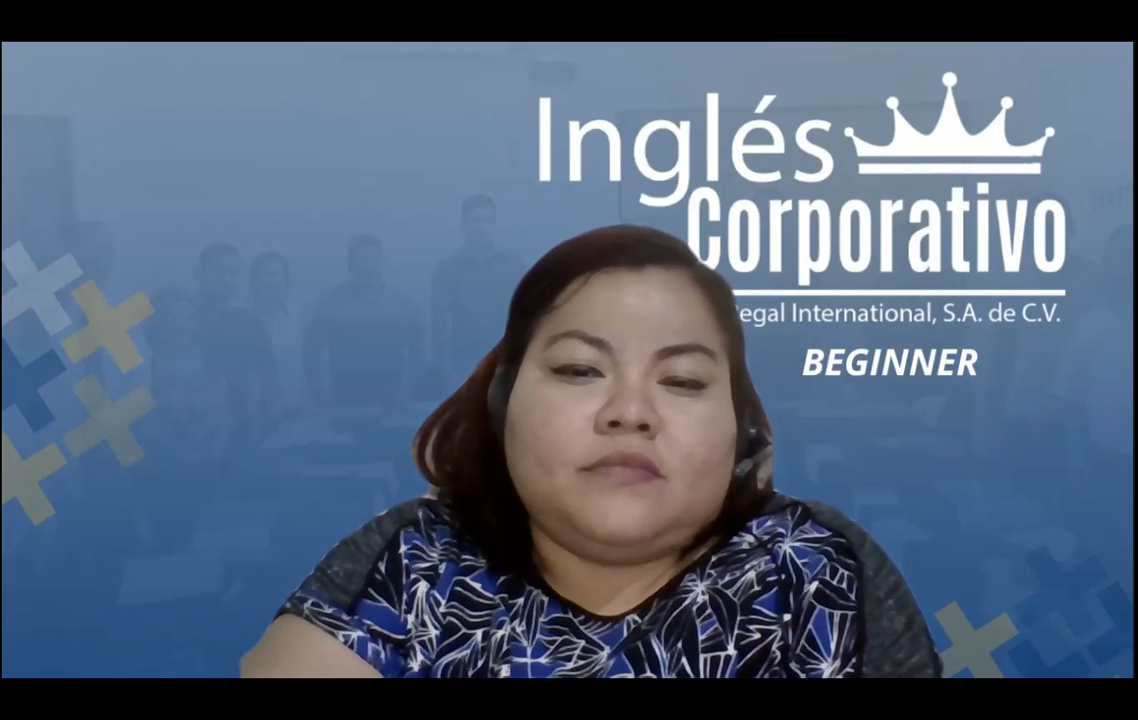 Inglés
Corporativo
egal International, S.A. de C.V.
BEGINNER